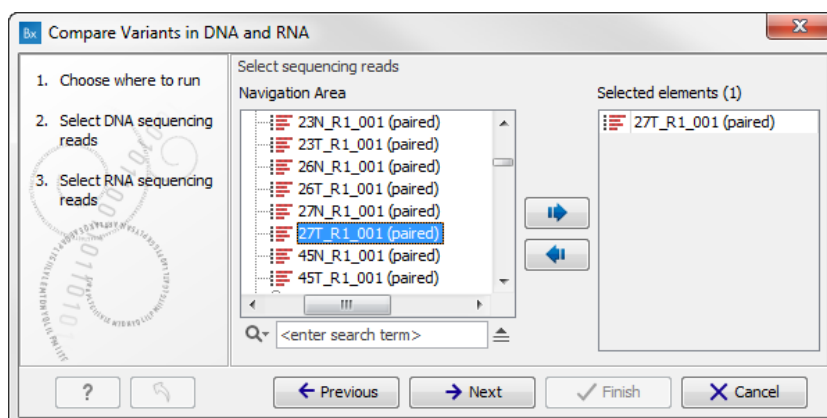 Bx Compare Variants in DNA and RNA
1. Choose where to run
2. Select DNA sequencing
reads
3. Select RNA sequencing
reads
Select sequencing reads
Navigation Area
23N_R1_001 (paired)
23T_R1_001 (paired)
26N_R1_001 (paired)
26T_R1_001 (paired)
27N_R1_001 (paired)
27T_R1_001 (paired)
45N_R1_001 (paired)
45T_R1_001 (paired)
<enter search term>
Selected elements (1)
27T_R1_001 (paired)
?
Previous
Next
Finish
Cancel